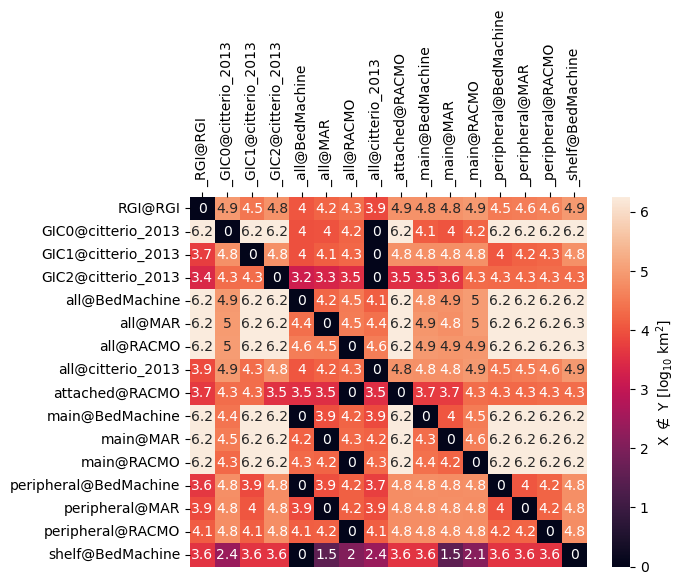 RGI@RGI
GIC0@citterio_2013
GIC1@citterio_2013
GIC2@citterio_2013
all@BedMachine
all@MAR
all@RACMO
all@citterio_2013
attached@RACMO
main@BedMachine
main@MAR
main@RACMO
peripheral@BedMachine
peripheral@MAR
peripheral@RACMO
shelf@BedMachine
RGI@RGI 0 4.9 4.5 4.8 4 4.2 4.3 3.9 4.9 4.8 4.8 4.9 4.5 4.6 4.6 4.9
GIC0@citterio_2013 6.2 0 6.2 6.2 4 4 4.2 0 6.2 4.1 4 4.2 6.2 6.2 6.2 6.2
GIC1@citterio_2013 3.7 4.8 0 4.8 4 4.1 4.3 0 4.8 4.8 4.8 4.8 4 4.2 4.3 4.8
GIC2@citterio_2013 3.4 4.3 4.3 0 3.2 3.3 3.5 0 3.5 3.5 3.6 4.3 4.3 4.3 4.3 4.3
all@BedMachine 6.2 4.9 6.2 6.2 0 4.2 4.5 4.1 6.2 4.8 4.9 5 6.2 6.2 6.2 6.2
all@MAR 6.2 5 6.2 6.2 4.4 0 4.5 4.4 6.2 4.9 4.8 5 6.2 6.2 6.2 6.3
all@RACMO 6.2 5 6.2 6.2 4.6 4.5 0 4.6 6.2 4.9 4.9 4.9 6.2 6.2 6.2 6.3
all@citterio_2013 3.9 4.9 4.3 4.8 4 4.2 4.3 0 4.8 4.8 4.8 4.9 4.5 4.5 4.6 4.9
attached@RACMO 3.7 4.3 4.3 3.5 3.5 3.5 0 3.5 0 3.7 3.7 4.3 4.3 4.3 4.3 4.3
main@BedMachine 6.2 4.4 6.2 6.2 0 3.9 4.2 3.9 6.2 0 4 4.5 6.2 6.2 6.2 6.2
main@MAR 6.2 4.5 6.2 6.2 4.2 0 4.3 4.2 6.2 4.3 0 4.6 6.2 6.2 6.2 6.2
main@RACMO 6.2 4.3 6.2 6.2 4.3 4.2 0 4.3 6.2 4.4 4.2 0 6.2 6.2 6.2 6.2
peripheral@BedMachine 3.6 4.8 3.9 4.8 0 3.9 4.2 3.7 4.8 4.8 4.8 4.8 0 4 4.2 4.8
peripheral@MAR 3.9 4.8 4 4.8 3.9 0 4.2 3.9 4.8 4.8 4.8 4.8 4 0 4.2 4.8
peripheral@RACMO 4.1 4.8 4.1 4.8 4.1 4.2 0 4.1 4.8 4.8 4.8 4.8 4.2 4.2 0 4.8
shelf@BedMachine 3.6 2.4 3.6 3.6 0 1.5 2 2.4 3.6 3.6 1.5 2.1 3.6 3.6 3.6 0
6
5
4
3
2
1
0
X ∉ Y [log₁₀ km²]